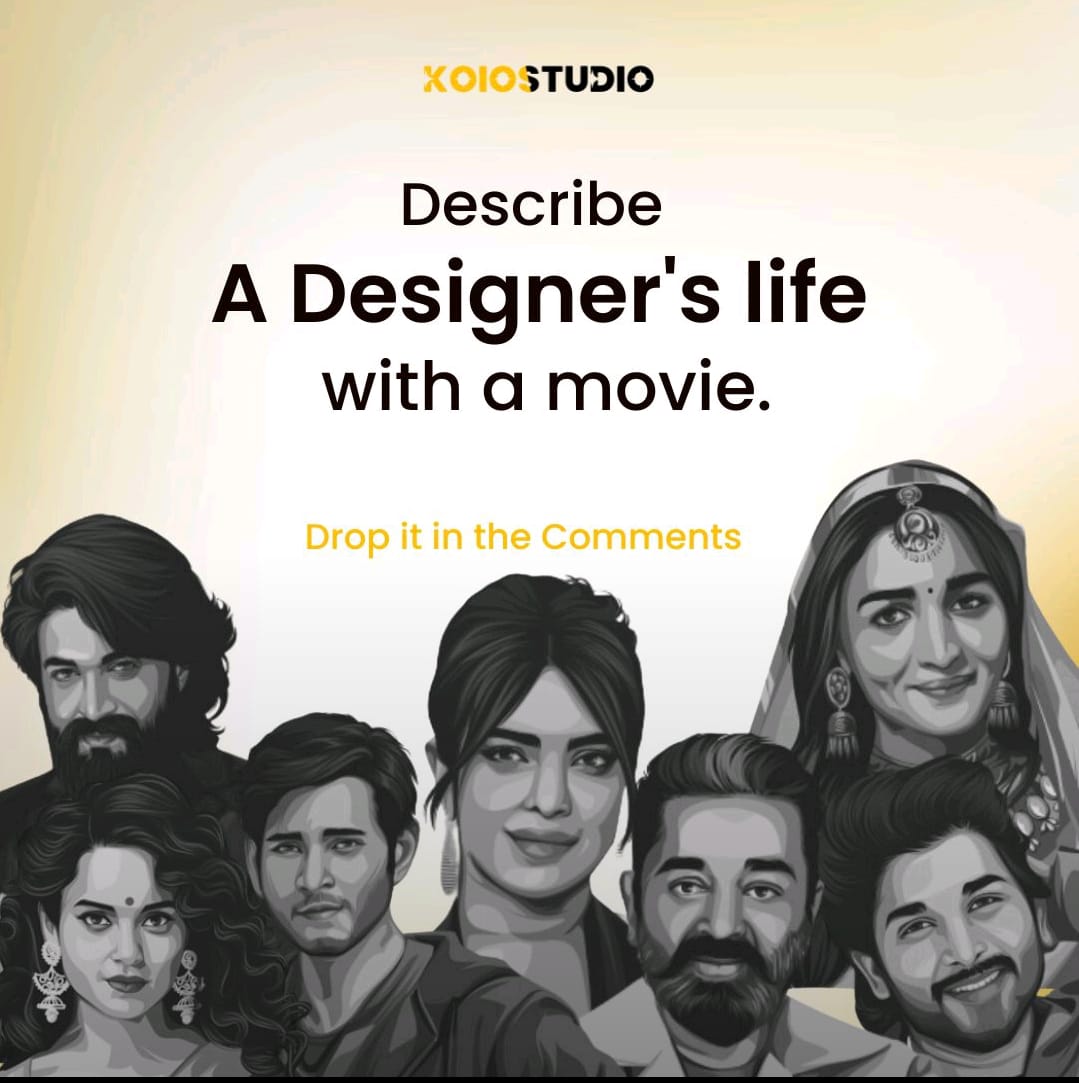 XOIOSTUDIO
Describe
A Designer's life
with a movie.
Drop it in the Comments